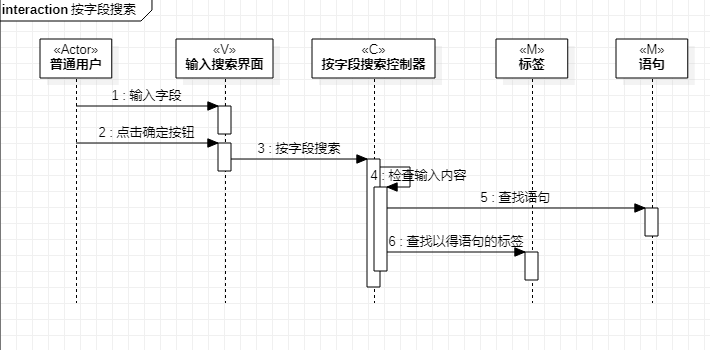 interaction 按字段搜索
«Actor»
普通用户
«V»
输入搜索界面
«C»
按字段搜索控制器
«M»
标签
«M»
语句
1 : 输入字段
2 : 点击确定按钮
3 : 按字段搜索
4 : 检查输入内容
5 : 查找语句
6 : 查找以得语句的标签